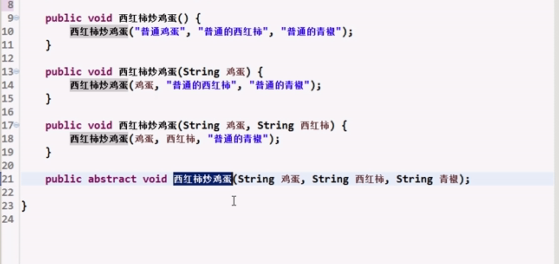 8
9 public void 西红柿炒鸡蛋() {
10 西红柿炒鸡蛋("普通鸡蛋", "普通的西红柿", "普通的青椒");
11 }
12
13 public void 西红柿炒鸡蛋(String 鸡蛋) {
14 西红柿炒鸡蛋(鸡蛋, "普通的西红柿", "普通的青椒");
15 }
16
17 public void 西红柿炒鸡蛋(String 鸡蛋, String 西红柿) {
18 西红柿炒鸡蛋(鸡蛋, 西红柿, "普通的青椒");
19 }
20
21 public abstract void 西红柿炒鸡蛋(String 鸡蛋, String 西红柿, String 青椒);
22
23 }
24